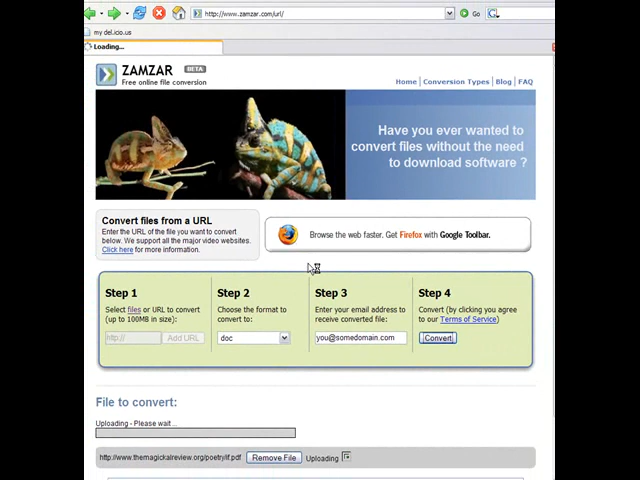 http://www.zamzar.com/url/
Go
my del.icio.us
Loading...
ZAMZAR BETA
Free online file conversion
Home | Conversion Types | Blog | FAQ
Have you ever wanted to
convert files without the need
to download software ?
Convert files from a URL
Enter the URL of the file you want to convert
below. We support all the major video websites.
Click here for more information.
Browse the web faster. Get Firefox with Google Toolbar.
Step 1
Select files or URL to convert
(up to 100MB in size):
http://
Add URL
Step 2
Choose the format to
convert to:
doc
Step 3
Enter your email address to
receive converted file:
you@somedomain.com
Step 4
Convert (by clicking you agree
to our Terms of Service)
Convert
File to convert:
Uploading - Please wait...
http://www.themagickalreview.org/poetry/if.pdf Remove File Uploading